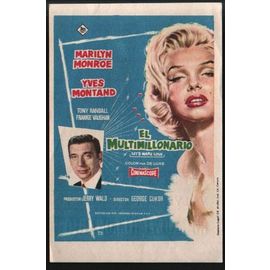 MARILYN
MONROE
YVES
MONTAND
TONY RANDALL
FRANKIE VAUGHAN
EL
MULTIMILLONARIO
(LET'S MAKE LOVE)
COLOR POR DE LUXE
CINEMASCOPE
PRODUCTOR JERRY WALD DIRECTOR GEORGE CUKOR